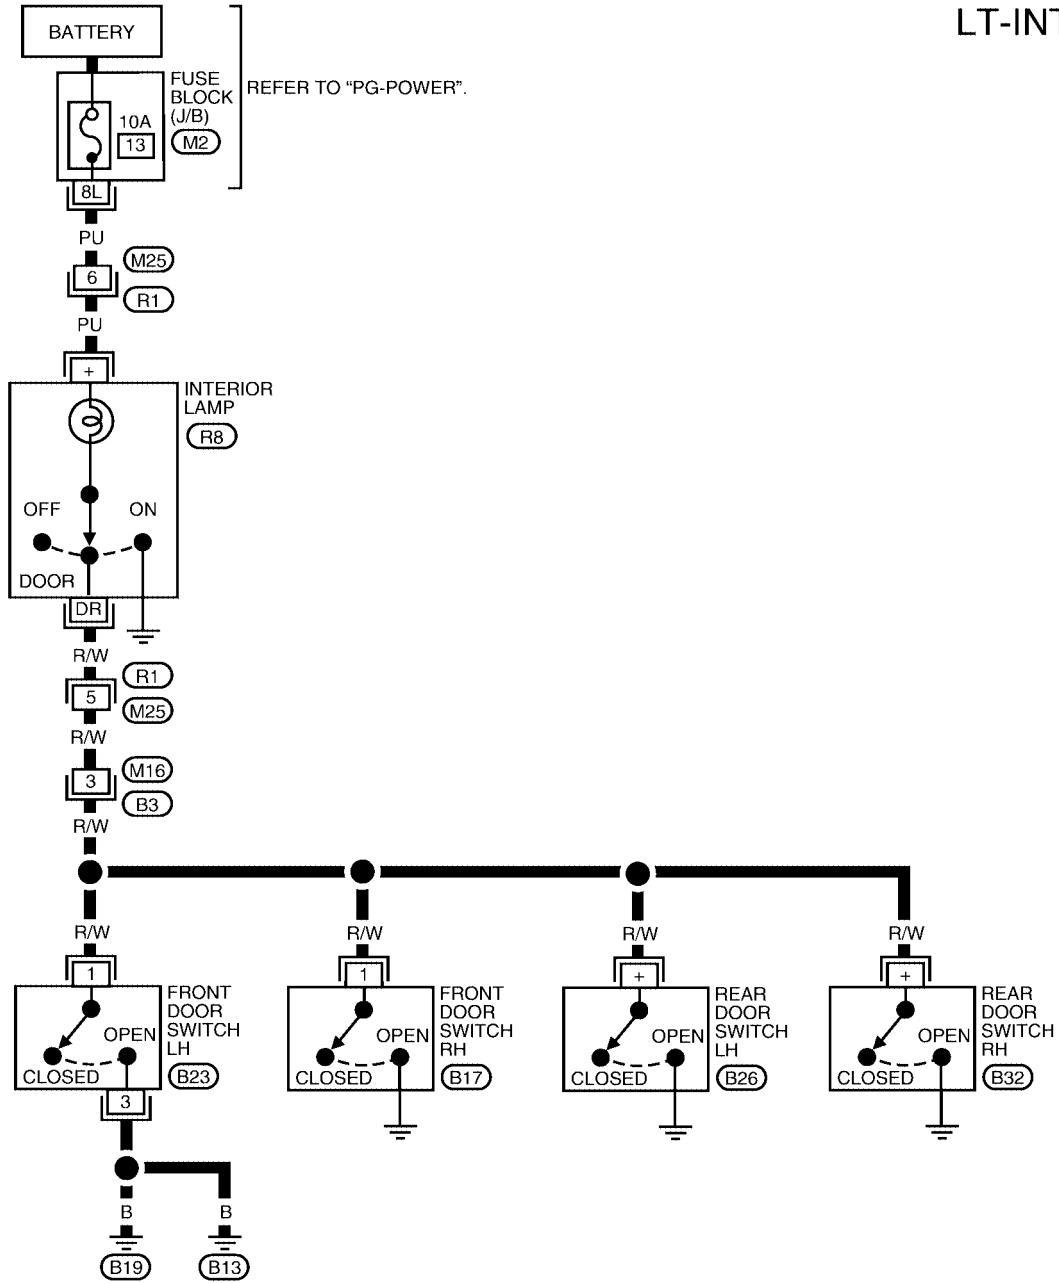 LT-INT
BATTERY
FUSE
BLOCK
(J/B)
REFER TO “PG-POWER”.
10A
13
M2
8L
PU
M25
6
R1
PU
+
INTERIOR
LAMP
R8
OFF
ON
DOOR
DR
R/W
R1
5
M25
R/W
M16
3
B3
R/W
R/W
R/W
R/W
R/W
1
1
+
+
FRONT
DOOR
SWITCH
LH
OPEN
CLOSED
B23
FRONT
DOOR
SWITCH
RH
OPEN
CLOSED
B17
REAR
DOOR
SWITCH
LH
OPEN
CLOSED
B26
REAR
DOOR
SWITCH
RH
OPEN
CLOSED
B32
3
B
B
B19
B13